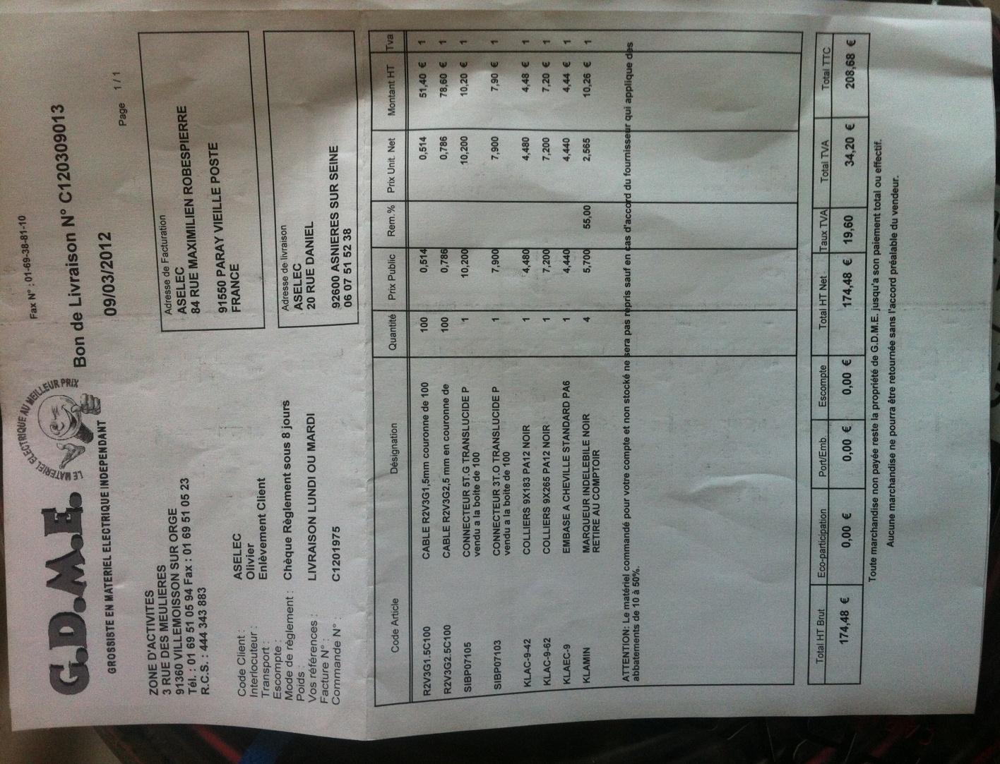 Fax N° : 01-69-38-81-10
G.D.M.E.
LE MATERIEL ELECTRIQUE AU MEILLEUR PRIX
GROSSISTE EN MATERIEL ELECTRIQUE INDEPENDANT
Bon de Livraison N° C120309013
09/03/2012
Page 1 / 1
ZONE D'ACTIVITES
3 RUE DES MEULIERES
91360 VILLEMOISSON SUR ORGE
Tél. : 01 69 51 05 94 Fax : 01 69 51 05 23
R.C.S. : 444 343 883
Adresse de Facturation
ASELEC
84 RUE MAXIMILIEN ROBESPIERRE
91550 PARAY VIEILLE POSTE
FRANCE
Code Client : ASELEC
Interlocuteur : Olivier
Transport : Enlèvement Client
Escompte :
Mode de règlement : Chèque Règlement sous 8 jours
Poids :
Vos références : LIVRAISON LUNDI OU MARDI
Facture N° :
Commande N° : C1201975
Adresse de livraison
ASELEC
20 RUE DANIEL
92600 ASNIERES SUR SEINE
06 07 51 52 38
Code Article Désignation Quantité Prix Public Rem.% Prix Unit. Net Montant HT Tva
R2V3G1.5C100 CABLE R2V3G1,5mm couronne de 100 100 0,514 0,514 51,40 € 1
R2V3G2.5C100 CABLE R2V3G2,5 mm en couronne de 100 0,786 0,786 78,60 € 1
SIBP07105 CONNECTEUR 5T.G TRANSLUCIDE P 1 10,200 10,200 10,20 € 1
vendu a la boite de 100
SIBP07103 CONNECTEUR 3T.O TRANSLUCIDE P 1 7,900 7,900 7,90 € 1
vendu a la boite de 100
KLAC-9-42 COLLIERS 9X183 PA12 NOIR 1 4,480 4,480 4,48 € 1
KLAC-9-62 COLLIERS 9X265 PA12 NOIR 1 7,200 7,200 7,20 € 1
KLAEC-9 EMBASE A CHEVILLE STANDARD PA6 1 4,440 4,440 4,44 € 1
KLAMIN MARQUEUR INDELEBILE NOIR 4 5,700 55,00 2,565 10,26 € 1
RETIRE AU COMPTOIR
ATTENTION: Le matériel commandé pour votre compte et non stocké ne sera pas repris sauf en cas d'accord du fournisseur qui applique des
abbatements de 10 à 50%.
Total HT Brut Eco-participation Port/Emb. Escompte Total HT Net Taux TVA Total TVA Total TTC
174,48 € 0,00 € 0,00 € 0,00 € 174,48 € 19,60 34,20 € 208,68 €
Toute marchandise non payée reste la propriété de G.D.M.E. jusqu'a son paiement total ou effectif.
Aucune marchandise ne pourra être retournée sans l'accord préalable du vendeur.